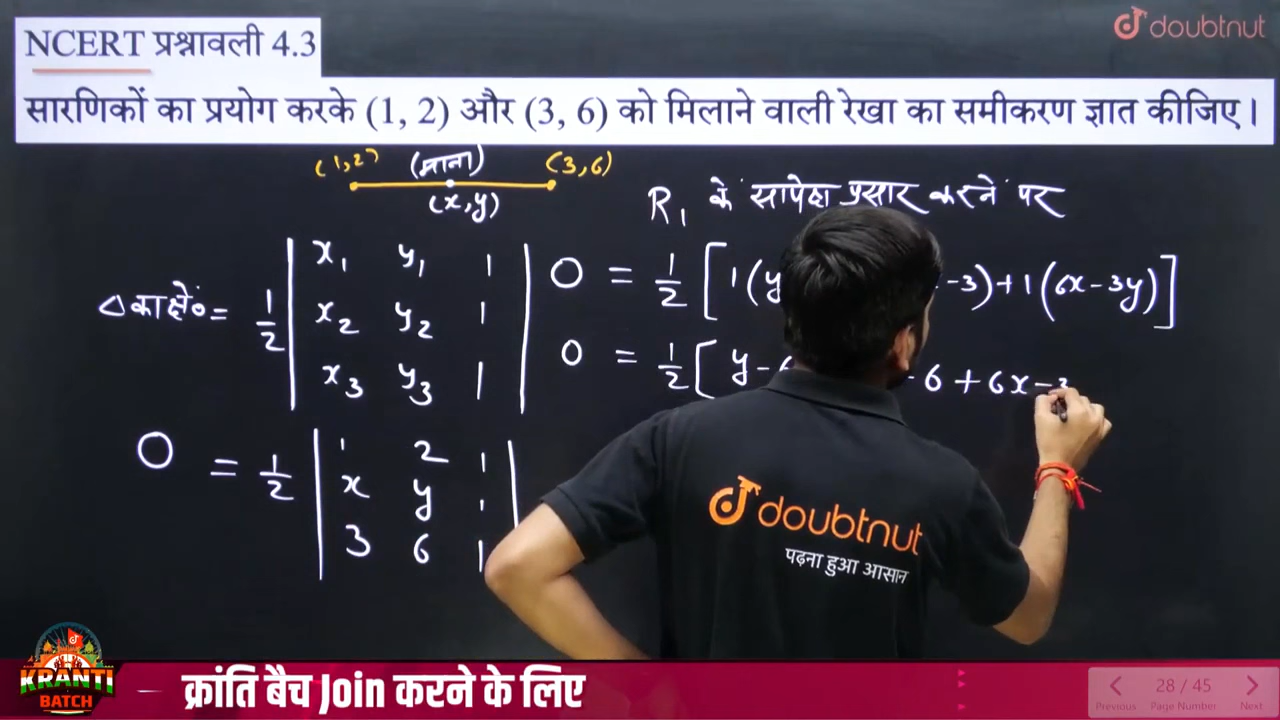 doubtnut
NCERT प्रश्नावली 4.3
सारणिकों का प्रयोग करके (1, 2) और (3, 6) को मिलाने वाली रेखा का समीकरण ज्ञात कीजिए।
(1,2) (माना) (3,6)
(x,y)
R₁ के सापेक्ष प्रसार करने पर
Δ का क्षे० = 1/2 | x₁ y₁ 1 |
| x₂ y₂ 1 |
| x₃ y₃ 1 |
0 = 1/2 [ 1(y -3)+1(6x-3y) ]
0 = 1/2 [ y-6 -6+6x-3
0 = 1/2 | 1 2 1 |
| x y 1 |
| 3 6 1
doubtnut
पढ़ना हुआ आसान
KRANTI
BATCH
क्रांति बैच Join करने के लिए
28 / 45
Previous Page Number Next